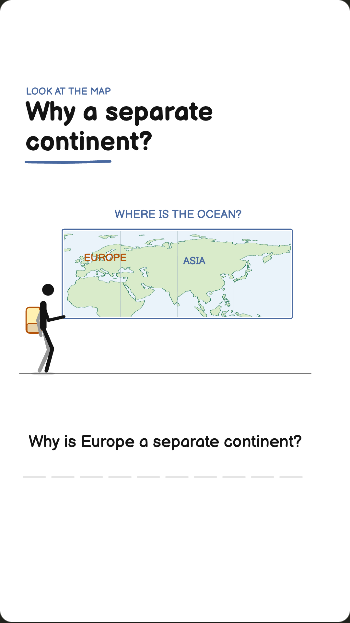 LOOK AT THE MAP
Why a separate
continent?
WHERE IS THE OCEAN?
EUROPE
ASIA
Why is Europe a separate continent?